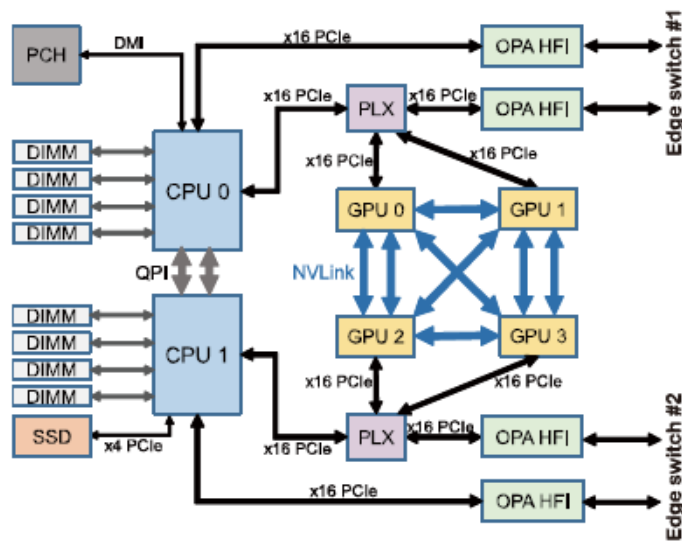 PCH
DMI
x16 PCIe
OPA HFI
Edge switch #1
x16 PCIe
PLX
x16 PCIe
OPA HFI
DIMM
DIMM
DIMM
DIMM
CPU 0
x16 PCIe
x16 PCIe
GPU 0
GPU 1
QPI
NVLink
DIMM
DIMM
DIMM
DIMM
CPU 1
GPU 2
GPU 3
x16 PCIe
x16 PCIe
SSD
x4 PCIe
x16 PCIe
PLX
x16 PCIe
OPA HFI
Edge switch #2
x16 PCIe
OPA HFI